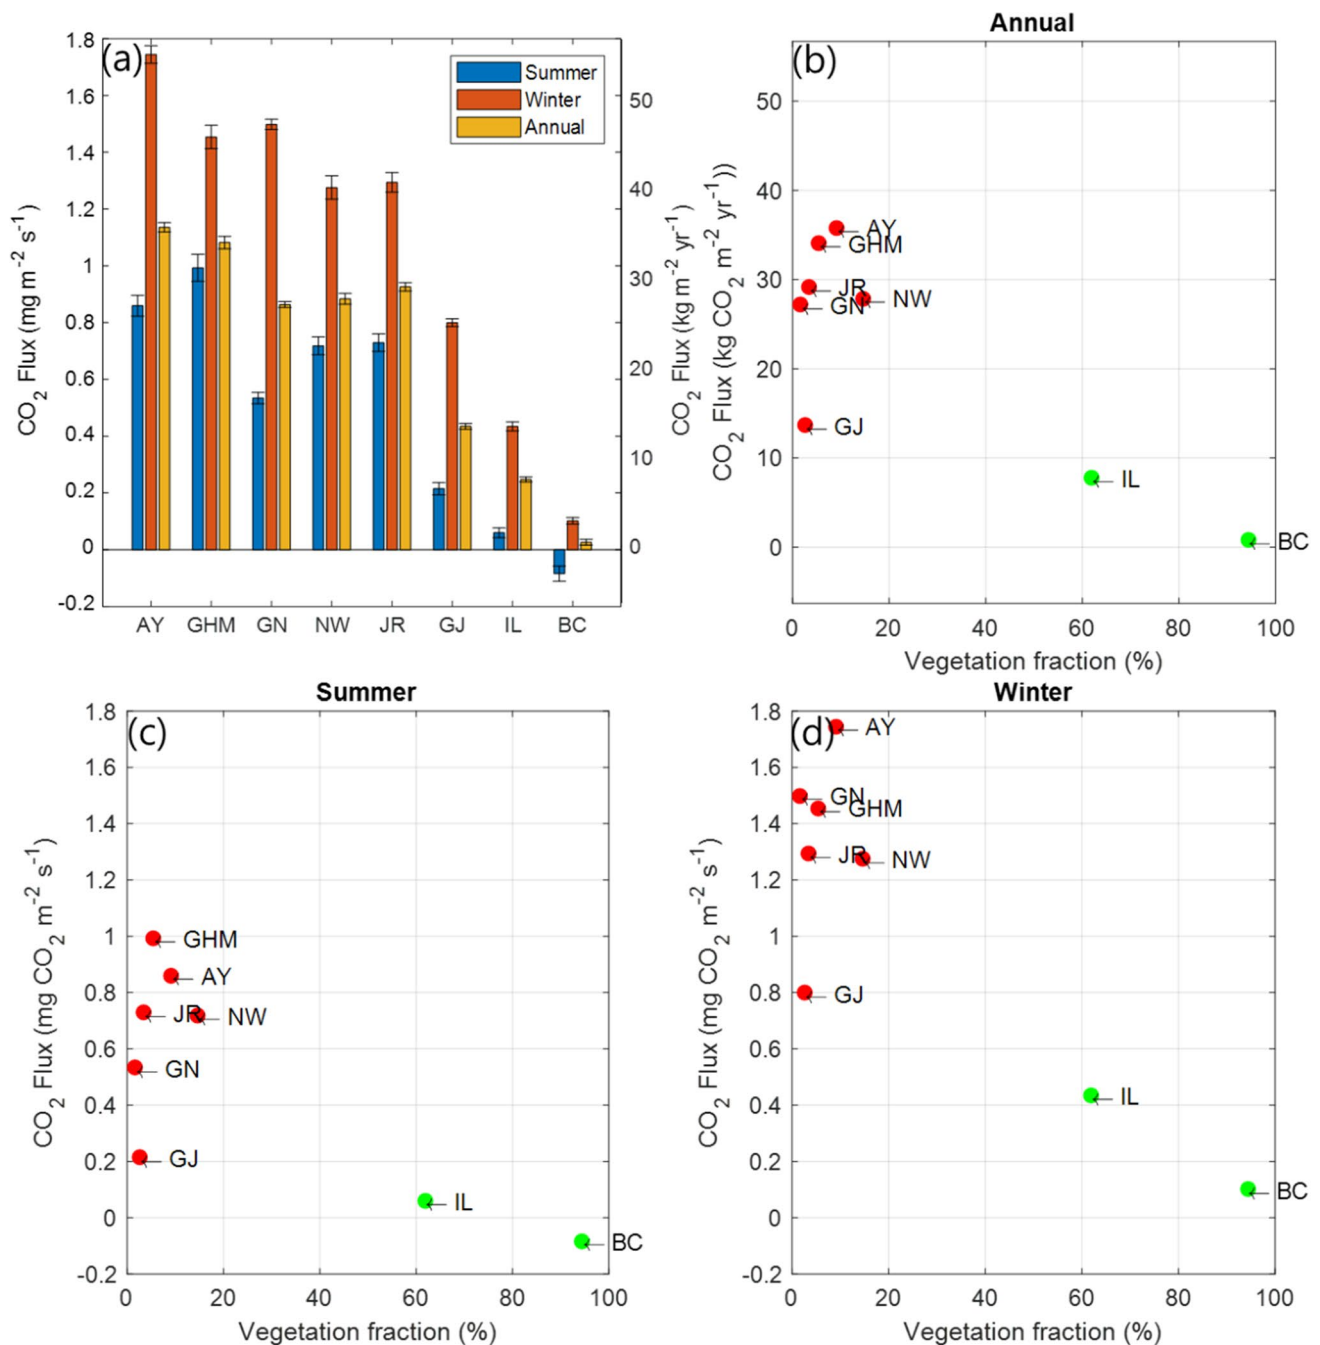 (a)
Summer
Winter
Annual
1.8
1.6
1.4
1.2
1
0.8
0.6
0.4
0.2
0
-0.2
CO2 Flux (mg m-2 s-1)
50
40
30
20
10
0
CO2 Flux (kg m-2 yr-1)
AY GHM GN NW JR GJ IL BC
Annual
(b)
50
40
30
20
10
0
CO2 Flux (kg CO2 m-2 yr-1))
AY
GHM
JR
NW
GN
GJ
IL
BC
0 20 40 60 80 100
Vegetation fraction (%)
Summer
(c)
1.8
1.6
1.4
1.2
1
0.8
0.6
0.4
0.2
0
-0.2
CO2 Flux (mg CO2 m-2 s-1)
GHM
AY
JR
NW
GN
GJ
IL
BC
0 20 40 60 80 100
Vegetation fraction (%)
Winter
(d)
1.8
1.6
1.4
1.2
1
0.8
0.6
0.4
0.2
0
-0.2
CO2 Flux (mg CO2 m-2 s-1)
AY
GN
GHM
JR
NW
GJ
IL
BC
0 20 40 60 80 100
Vegetation fraction (%)